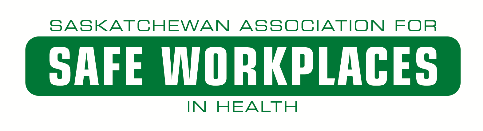 SASKATCHEWAN ASSOCIATION FOR
SAFE WORKPLACES
IN HEALTH